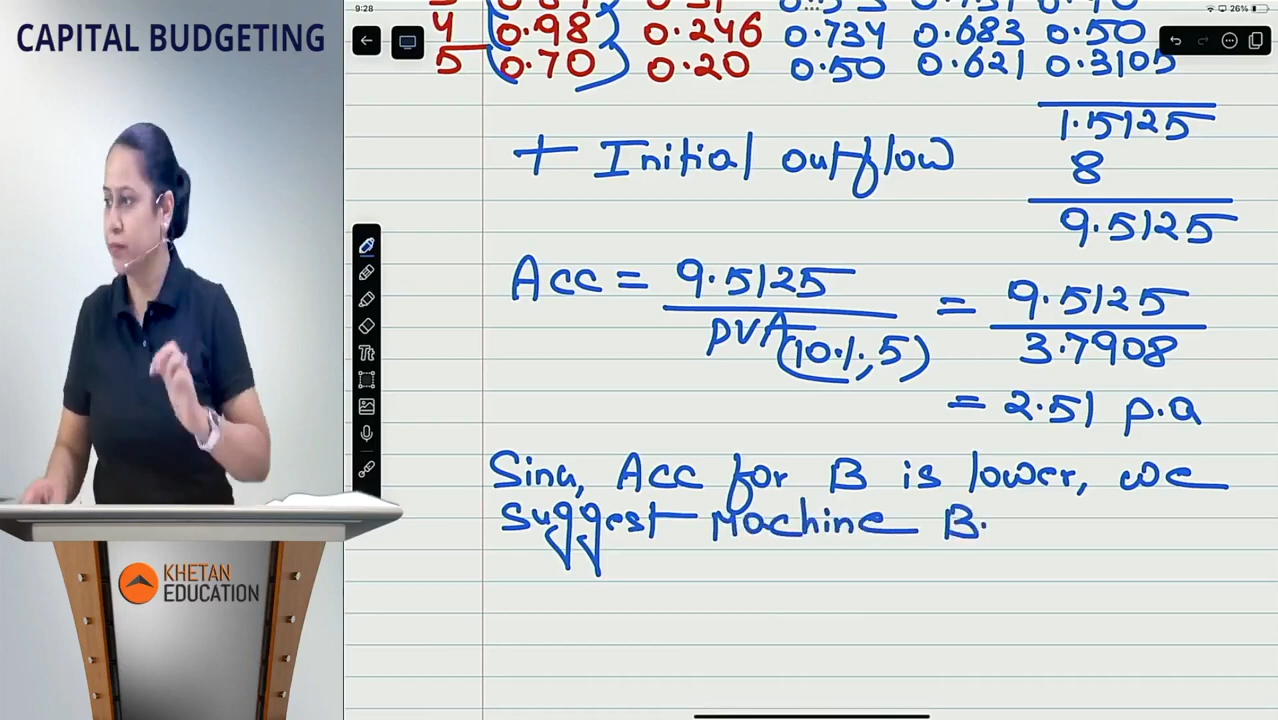 9:28
26%
CAPITAL BUDGETING
4 0.98 0.246 0.734 0.683 0.50
5 0.70 0.20 0.50 0.621 0.3105
1.5125
+ Initial outflow 8
9.5125
Acc = 9.5125 / PVA(10%, 5) = 9.5125 / 3.7908
= 2.51 p.a
Acc for B is lower, we
suggest Machine B.
Tt
KHETAN
EDUCATION